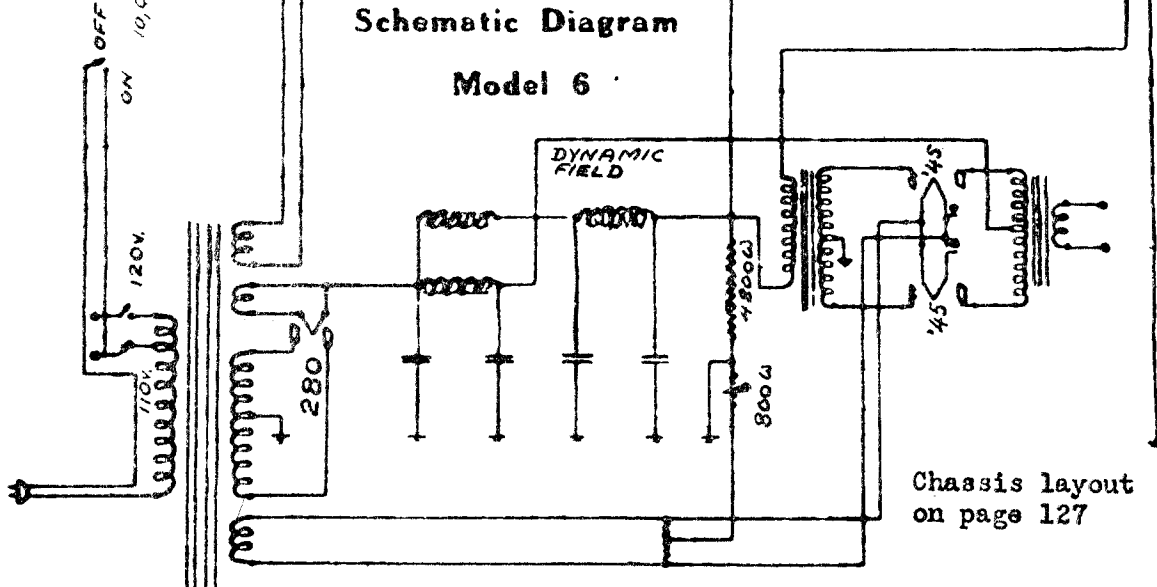 Schematic Diagram
Model 6
OFF
ON
120V.
110V.
280
DYNAMIC
FIELD
4800ω
800ω
'45
'45
Chassis layout
on page 127